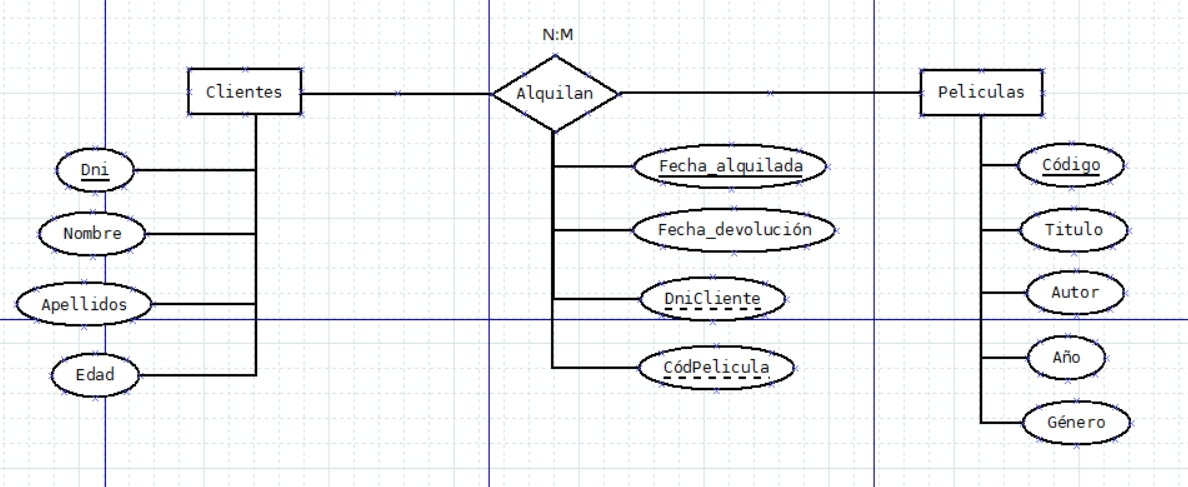 N:M
Clientes
Alquilan
Peliculas
Dni
Nombre
Apellidos
Edad
Fecha_alquilada
Fecha_devolución
DniCliente
CódPelicula
Código
Titulo
Autor
Año
Género